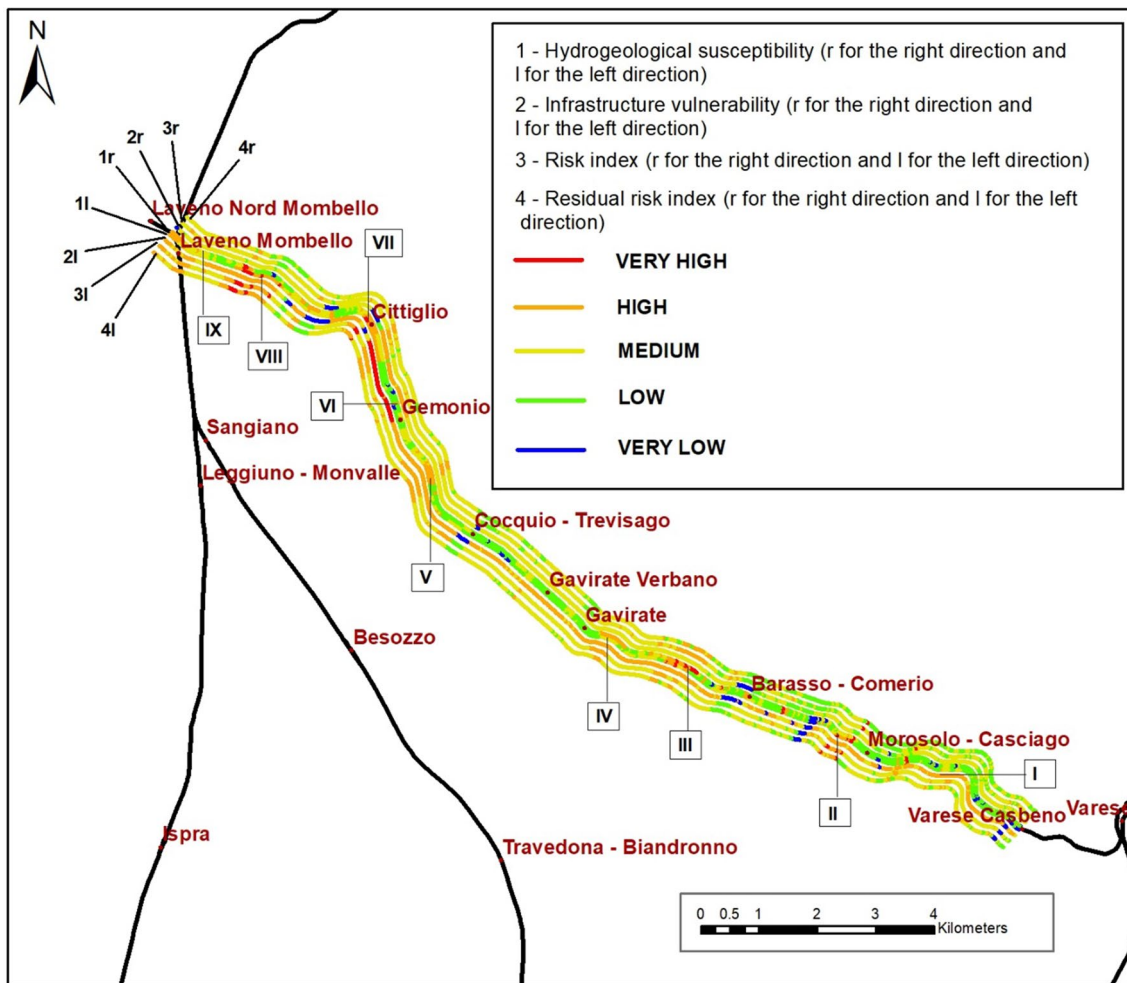 N
1 - Hydrogeological susceptibility (r for the right direction and
l for the left direction)
2 - Infrastructure vulnerability (r for the right direction and
l for the left direction)
3 - Risk index (r for the right direction and l for the left direction)
4 - Residual risk index (r for the right direction and l for the left
direction)
VERY HIGH
HIGH
MEDIUM
LOW
VERY LOW
3r
2r
4r
1r
1l
2l
3l
4l
Laveno Nord Mombello
Laveno Mombello
VII
Cittiglio
IX
VIII
VI
Gemonio
Sangiano
Leggiuno - Monvalle
Cocquio - Trevisago
V
Gavirate Verbano
Gavirate
Besozzo
Barasso - Comerio
IV
III
Morosolo - Casciago
I
II
Varese Casbeno
Varese
Ispra
Travedona - Biandronno
0 0.5 1 2 3 4
Kilometers